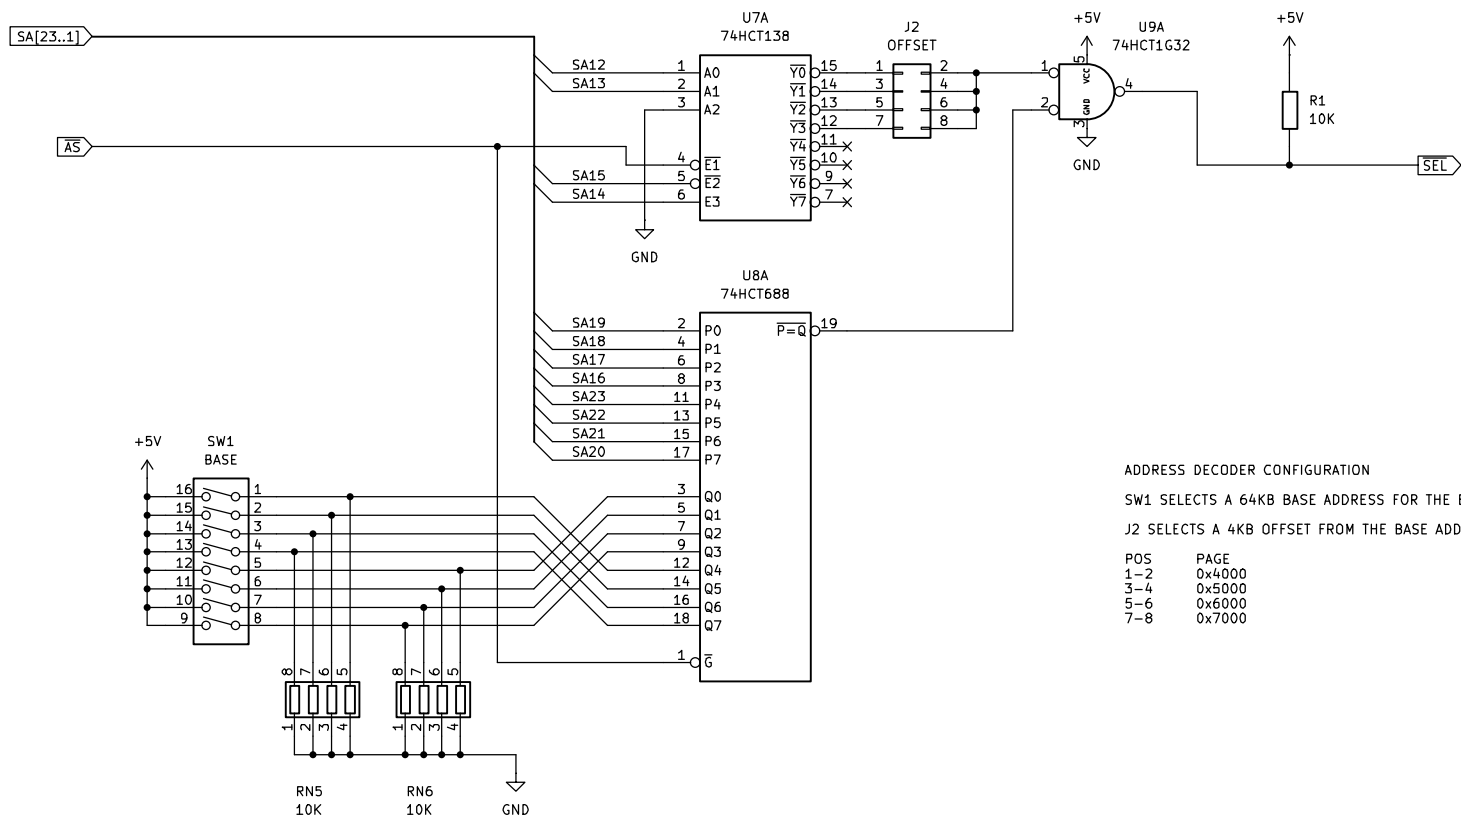 SA[23..1]
AS
U7A
74HCT138
SA12 1 A0 Y0 15
SA13 2 A1 Y1 14
3 A2 Y2 13
Y3 12
Y4 11
4 E1 Y5 10
SA15 5 E2 Y6 9
SA14 6 E3 Y7 7
GND
J2
OFFSET
1 2
3 4
5 6
7 8
+5V
U9A
74HCT1G32
1 VCC 5
2 GND 3
4
GND
+5V
R1
10K
SEL
U8A
74HCT688
SA19 2 P0 P=Q 19
SA18 4 P1
SA17 6 P2
SA16 8 P3
SA23 11 P4
SA22 13 P5
SA21 15 P6
SA20 17 P7
3 Q0
5 Q1
7 Q2
9 Q3
12 Q4
14 Q5
16 Q6
18 Q7
1 G
+5V
SW1
BASE
16 1
15 2
14 3
13 4
12 5
11 6
10 7
9 8
8 7 6 5
1 2 3 4
RN5
10K
8 7 6 5
1 2 3 4
RN6
10K
GND
ADDRESS DECODER CONFIGURATION
SW1 SELECTS A 64KB BASE ADDRESS FOR THE
J2 SELECTS A 4KB OFFSET FROM THE BASE ADD
POS PAGE
1-2 0x4000
3-4 0x5000
5-6 0x6000
7-8 0x7000